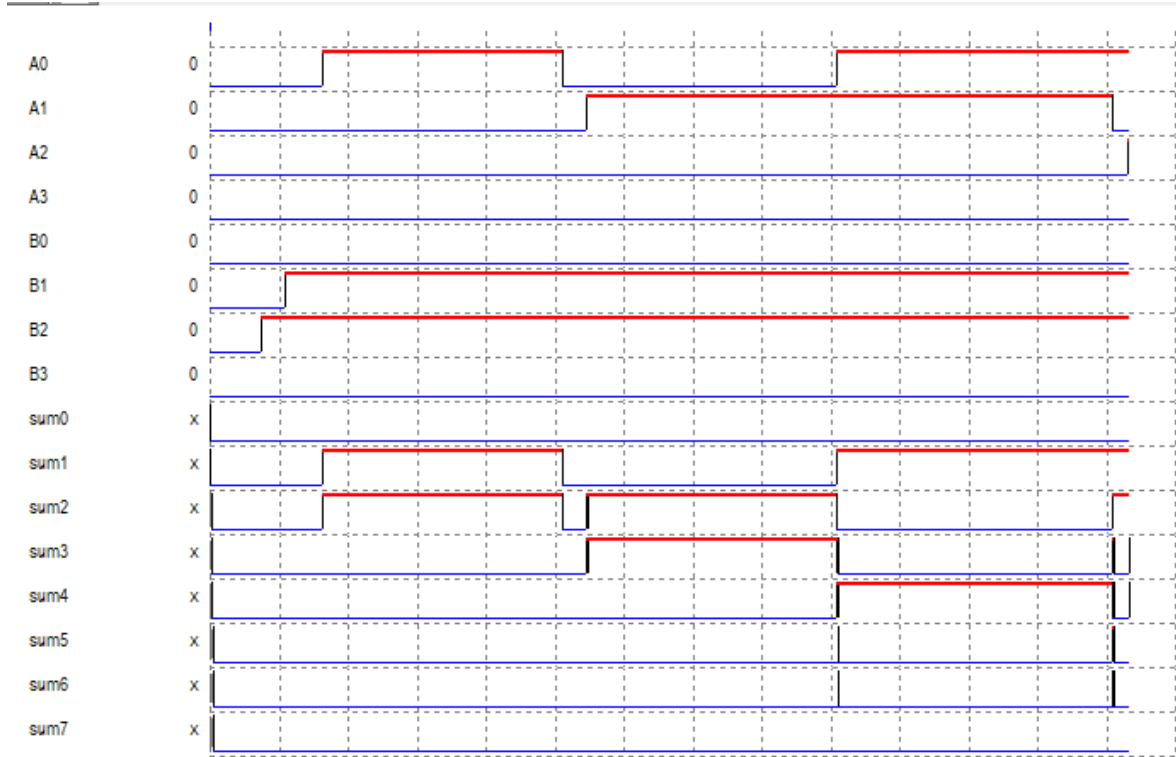 A0 0
A1 0
A2 0
A3 0
B0 0
B1 0
B2 0
B3 0
sum0 x
sum1 x
sum2 x
sum3 x
sum4 x
sum5 x
sum6 x
sum7 x